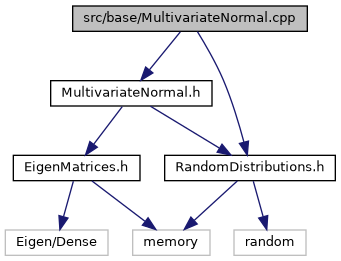 src/base/MultivariateNormal.cpp
MultivariateNormal.h
EigenMatrices.h
RandomDistributions.h
Eigen/Dense
memory
random